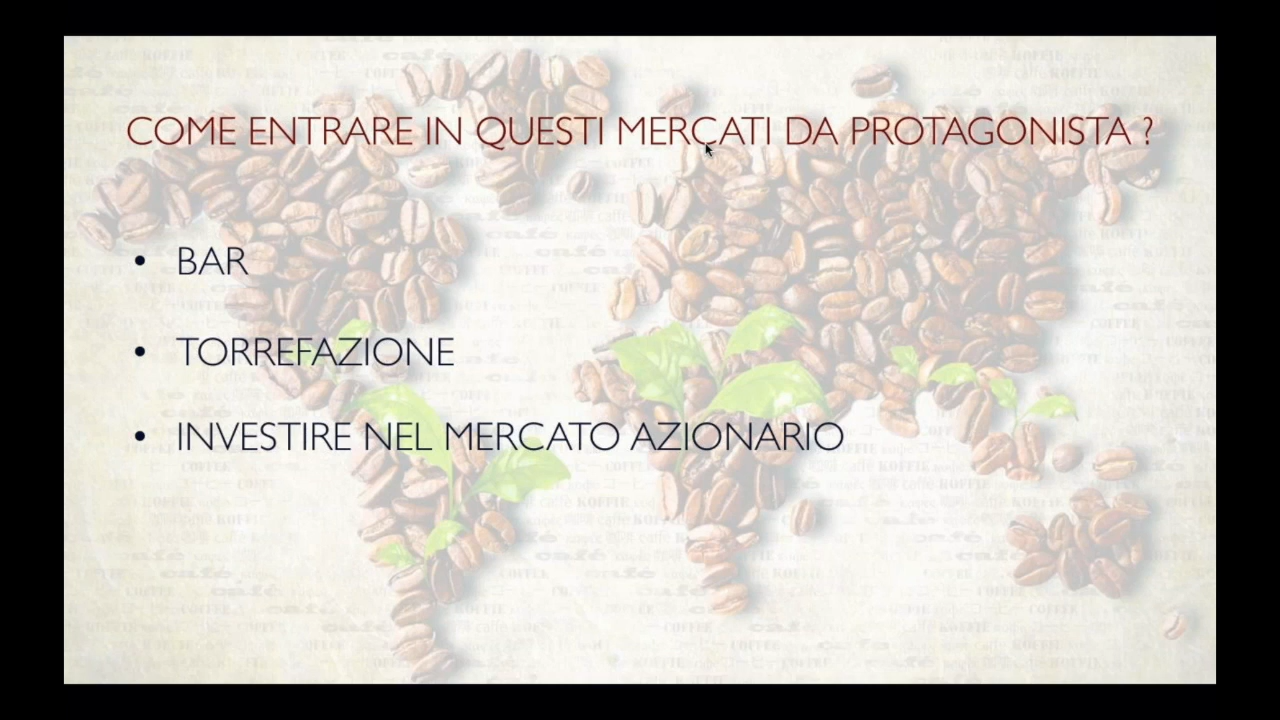 COME ENTRARE IN QUESTI MERCATI DA PROTAGONISTA ?
• BAR
• TORREFAZIONE
• INVESTIRE NEL MERCATO AZIONARIO